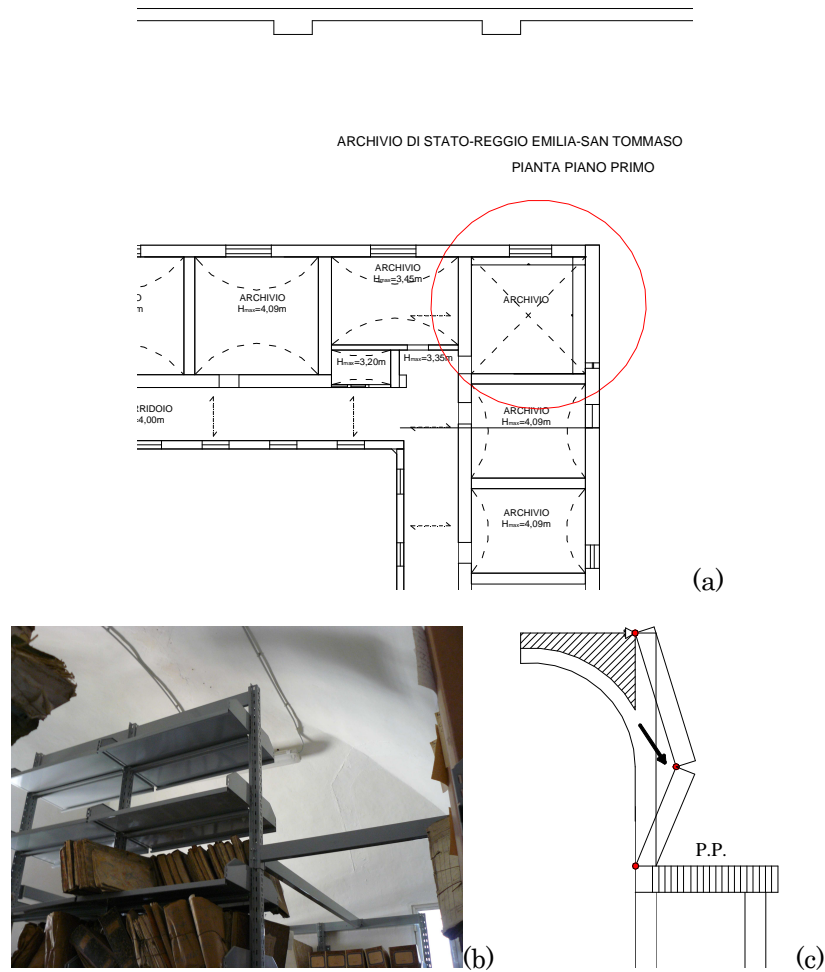 ARCHIVIO DI STATO-REGGIO EMILIA-SAN TOMMASO
PIANTA PIANO PRIMO
ARCHIVIO
Hmax=3,45m
ARCHIVIO
Hmax=4,09m
O
m
ARCHIVIO
Hmax=3,20m
Hmax=3,35m
RRIDOIO
=4,00m
ARCHIVIO
Hmax=4,09m
ARCHIVIO
Hmax=4,09m
(a)
P.P.
(b)
(c)